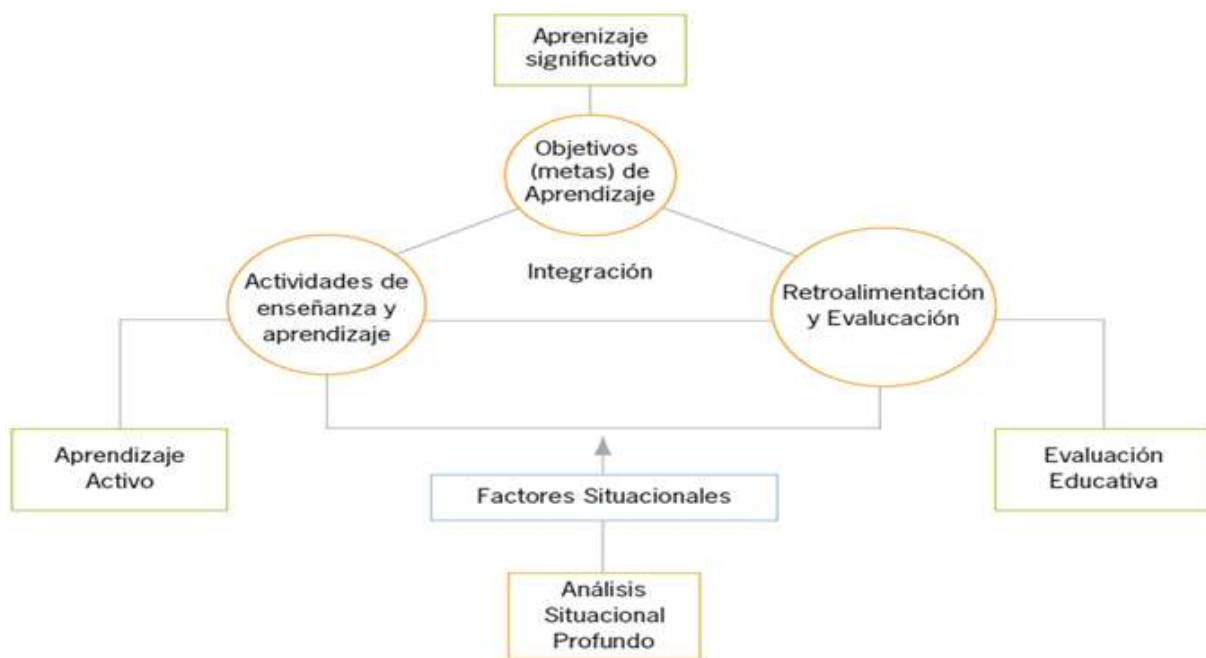 Aprenizaje
significativo
Objetivos
(metas) de
Aprendizaje
Integración
Actividades de
enseñanza y
aprendizaje
Retroalimentación
y Evalucación
Aprendizaje
Activo
Evaluación
Educativa
Factores Situacionales
Análisis
Situacional
Profundo